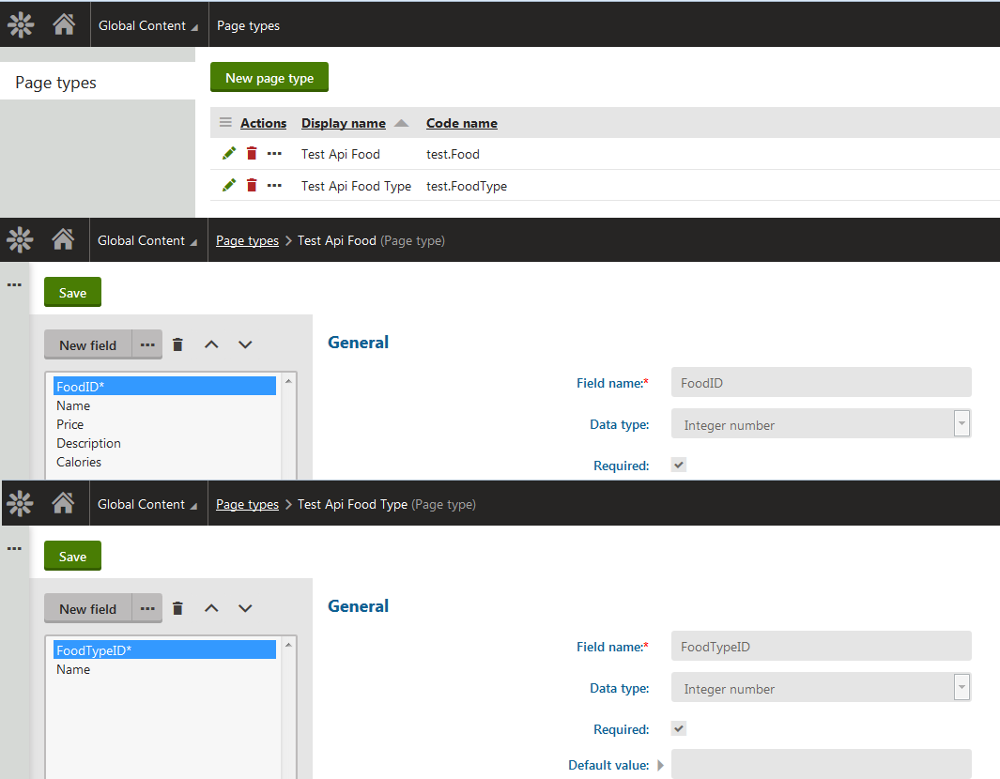 Global Content Page types
Page types
New page type
Actions Display name Code name
Test Api Food test.Food
Test Api Food Type test.FoodType
Global Content Page types > Test Api Food (Page type)
Save
New field
General
FoodID*
Name
Price
Description
Calories
Field name:* FoodID
Data type: Integer number
Required:
Global Content Page types > Test Api Food Type (Page type)
Save
New field
General
FoodTypeID*
Name
Field name:* FoodTypeID
Data type: Integer number
Required:
Default value: